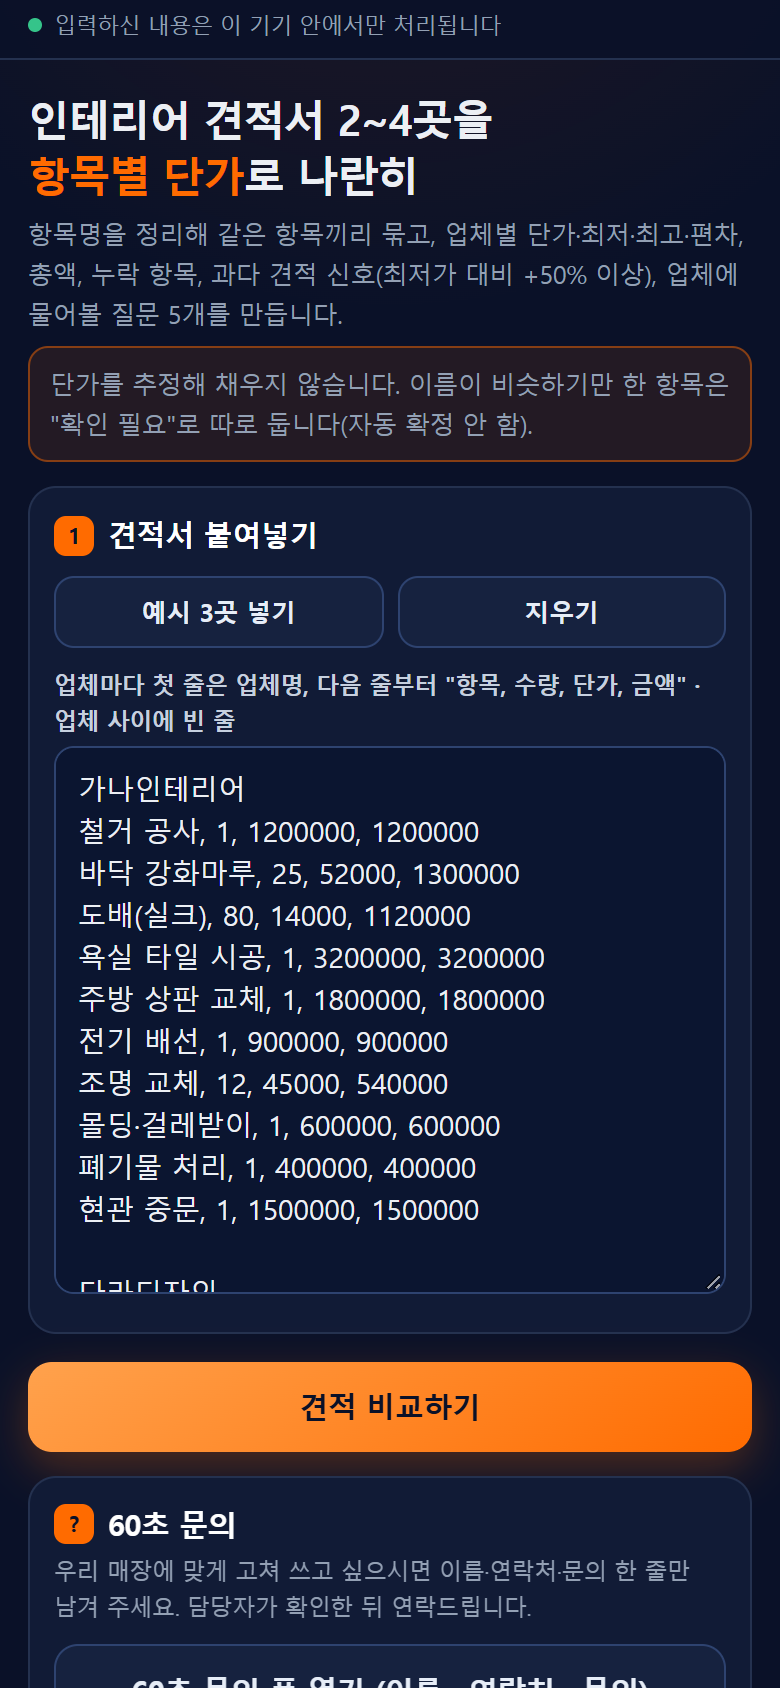 입력하신 내용은 이 기기 안에서만 처리됩니다
인테리어 견적서 2~4곳을
항목별 단가로 나란히
항목명을 정리해 같은 항목끼리 묶고, 업체별 단가·최저·최고·편차,
총액, 누락 항목, 과다 견적 신호(최저가 대비 +50% 이상), 업체에
물어볼 질문 5개를 만듭니다.
단가를 추정해 채우지 않습니다. 이름이 비슷하기만 한 항목은
"확인 필요"로 따로 둡니다(자동 확정 안 함).
1 견적서 붙여넣기
예시 3곳 넣기 지우기
업체마다 첫 줄은 업체명, 다음 줄부터 "항목, 수량, 단가, 금액" ·
업체 사이에 빈 줄
가나인테리어
철거 공사, 1, 1200000, 1200000
바닥 강화마루, 25, 52000, 1300000
도배(실크), 80, 14000, 1120000
욕실 타일 시공, 1, 3200000, 3200000
주방 상판 교체, 1, 1800000, 1800000
전기 배선, 1, 900000, 900000
조명 교체, 12, 45000, 540000
몰딩·걸레받이, 1, 600000, 600000
폐기물 처리, 1, 400000, 400000
현관 중문, 1, 1500000, 1500000
견적 비교하기
? 60초 문의
우리 매장에 맞게 고쳐 쓰고 싶으시면 이름·연락처·문의 한 줄만
남겨 주세요. 담당자가 확인한 뒤 연락드립니다.
60초 문의 폼 열기 (이름 · 연락처 · 문의)